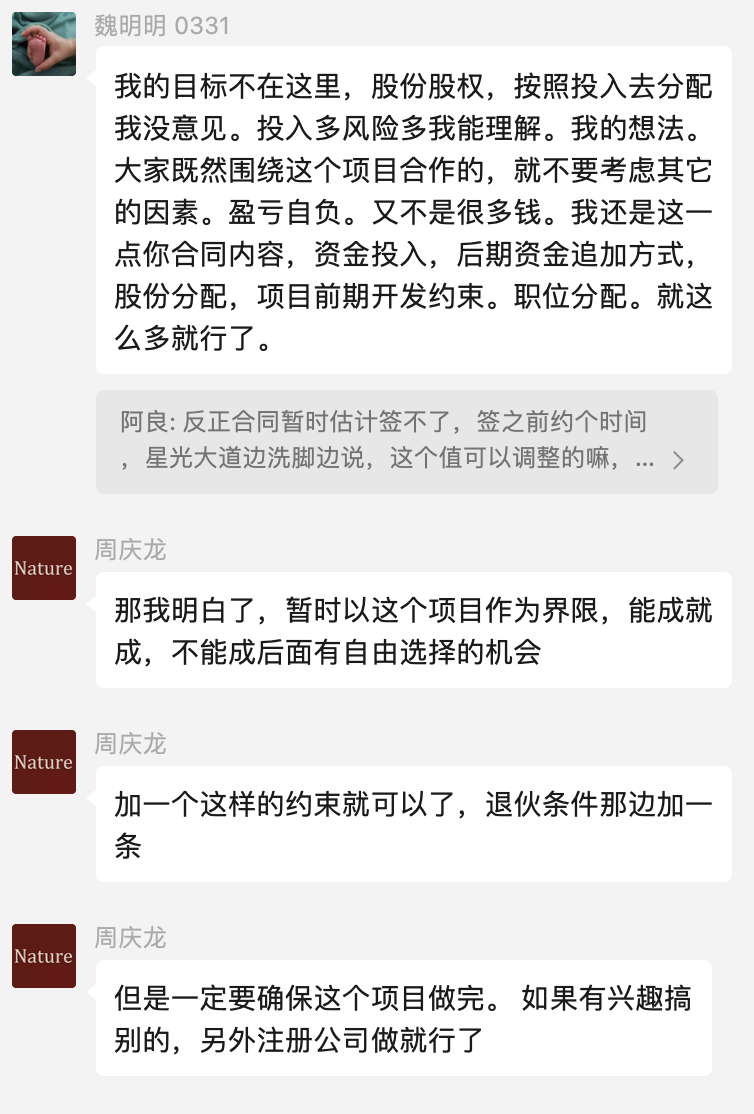 魏明明 0331
我的目标不在这里，股份股权，按照投入去分配
我没意见。投入多风险多我能理解。我的想法。
大家既然围绕这个项目合作的，就不要考虑其它
的因素。盈亏自负。又不是很多钱。我还是这一
点你合同内容，资金投入，后期资金追加方式，
股份分配，项目前期开发约束。职位分配。就这
么多就行了。
阿良: 反正合同暂时估计签不了，签之前约个时间
，星光大道边洗脚边说，这个值可以调整的嘛，...
周庆龙
Nature
那我明白了，暂时以这个项目作为界限，能成就
成，不能成后面有自由选择的机会
周庆龙
Nature
加一个这样的约束就可以了，退伙条件那边加一
条
周庆龙
Nature
但是一定要确保这个项目做完。 如果有兴趣搞
别的，另外注册公司做就行了